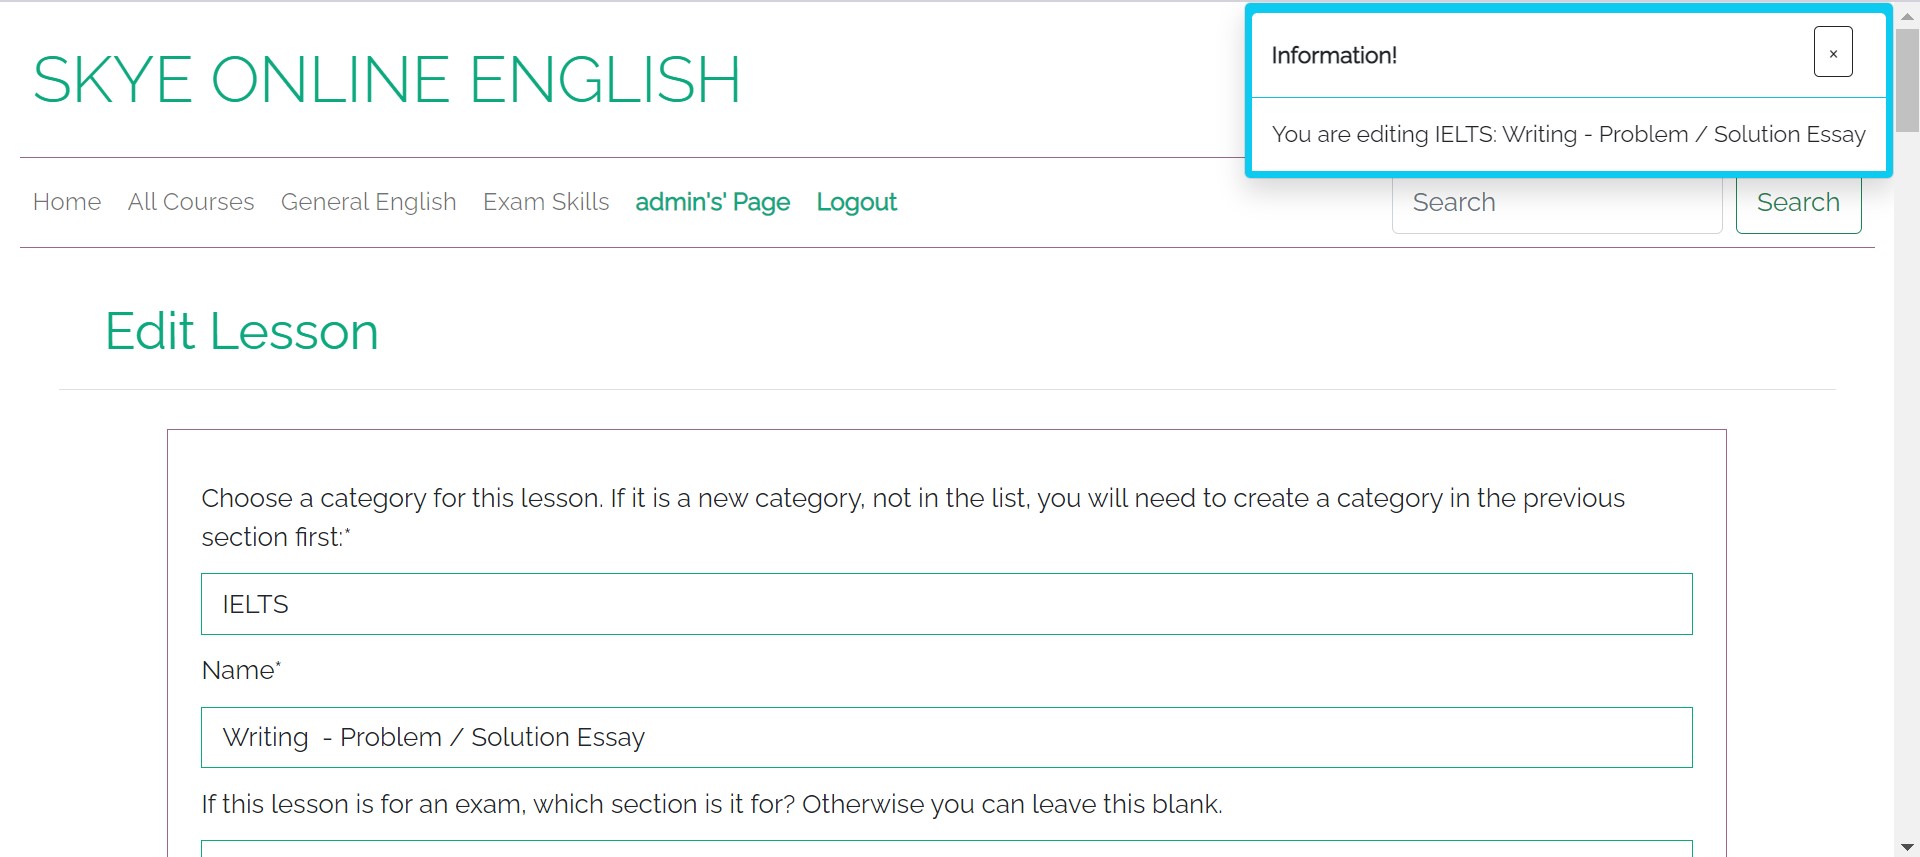 SKYE ONLINE ENGLISH
Information!
×
You are editing IELTS: Writing - Problem / Solution Essay
Home All Courses General English Exam Skills admin's' Page Logout Search Search
Edit Lesson
Choose a category for this lesson. If it is a new category, not in the list, you will need to create a category in the previous
section first:*
IELTS
Name*
Writing  - Problem / Solution Essay
If this lesson is for an exam, which section is it for? Otherwise you can leave this blank.